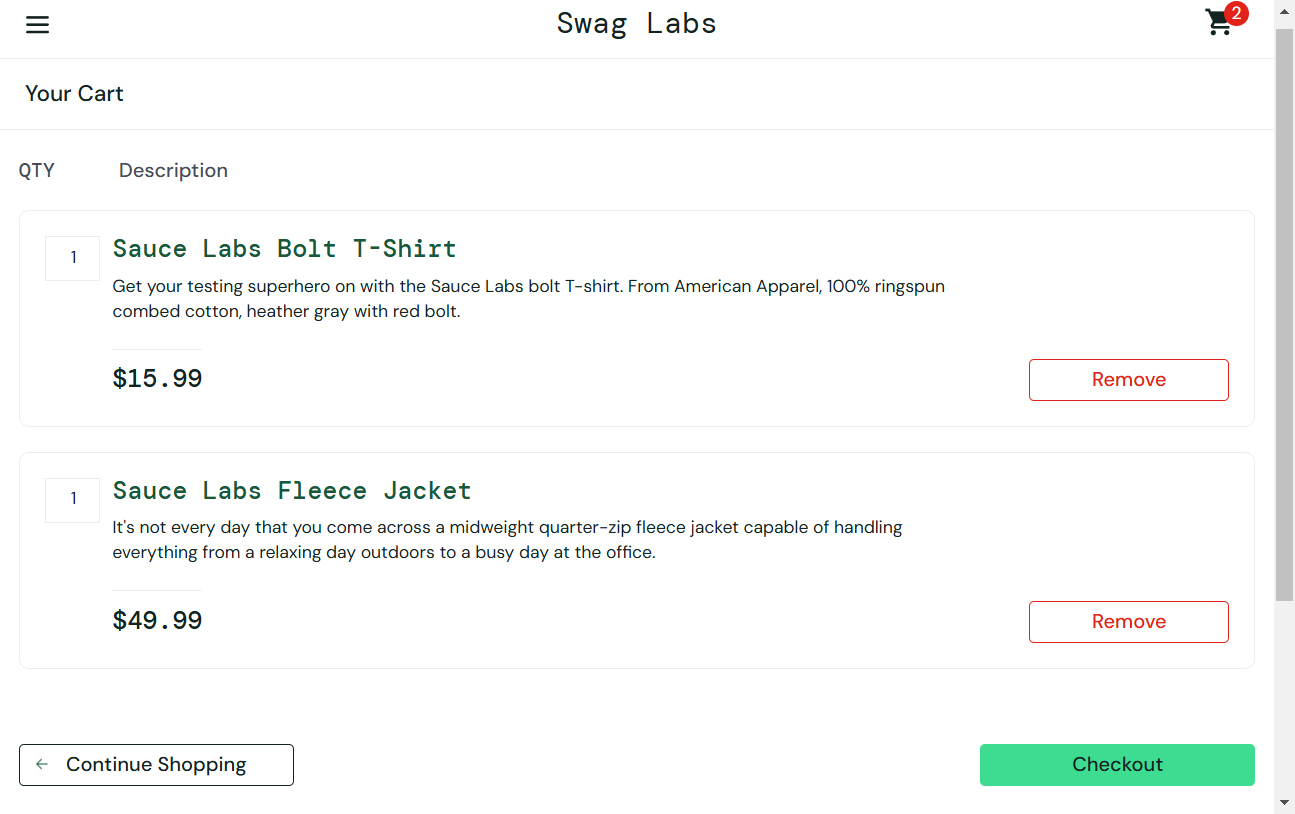 Swag Labs
2
Your Cart
QTY Description
1 Sauce Labs Bolt T-Shirt
Get your testing superhero on with the Sauce Labs bolt T-shirt. From American Apparel, 100% ringspun
combed cotton, heather gray with red bolt.
$15.99
Remove
1 Sauce Labs Fleece Jacket
It's not every day that you come across a midweight quarter-zip fleece jacket capable of handling
everything from a relaxing day outdoors to a busy day at the office.
$49.99
Remove
Continue Shopping
Checkout